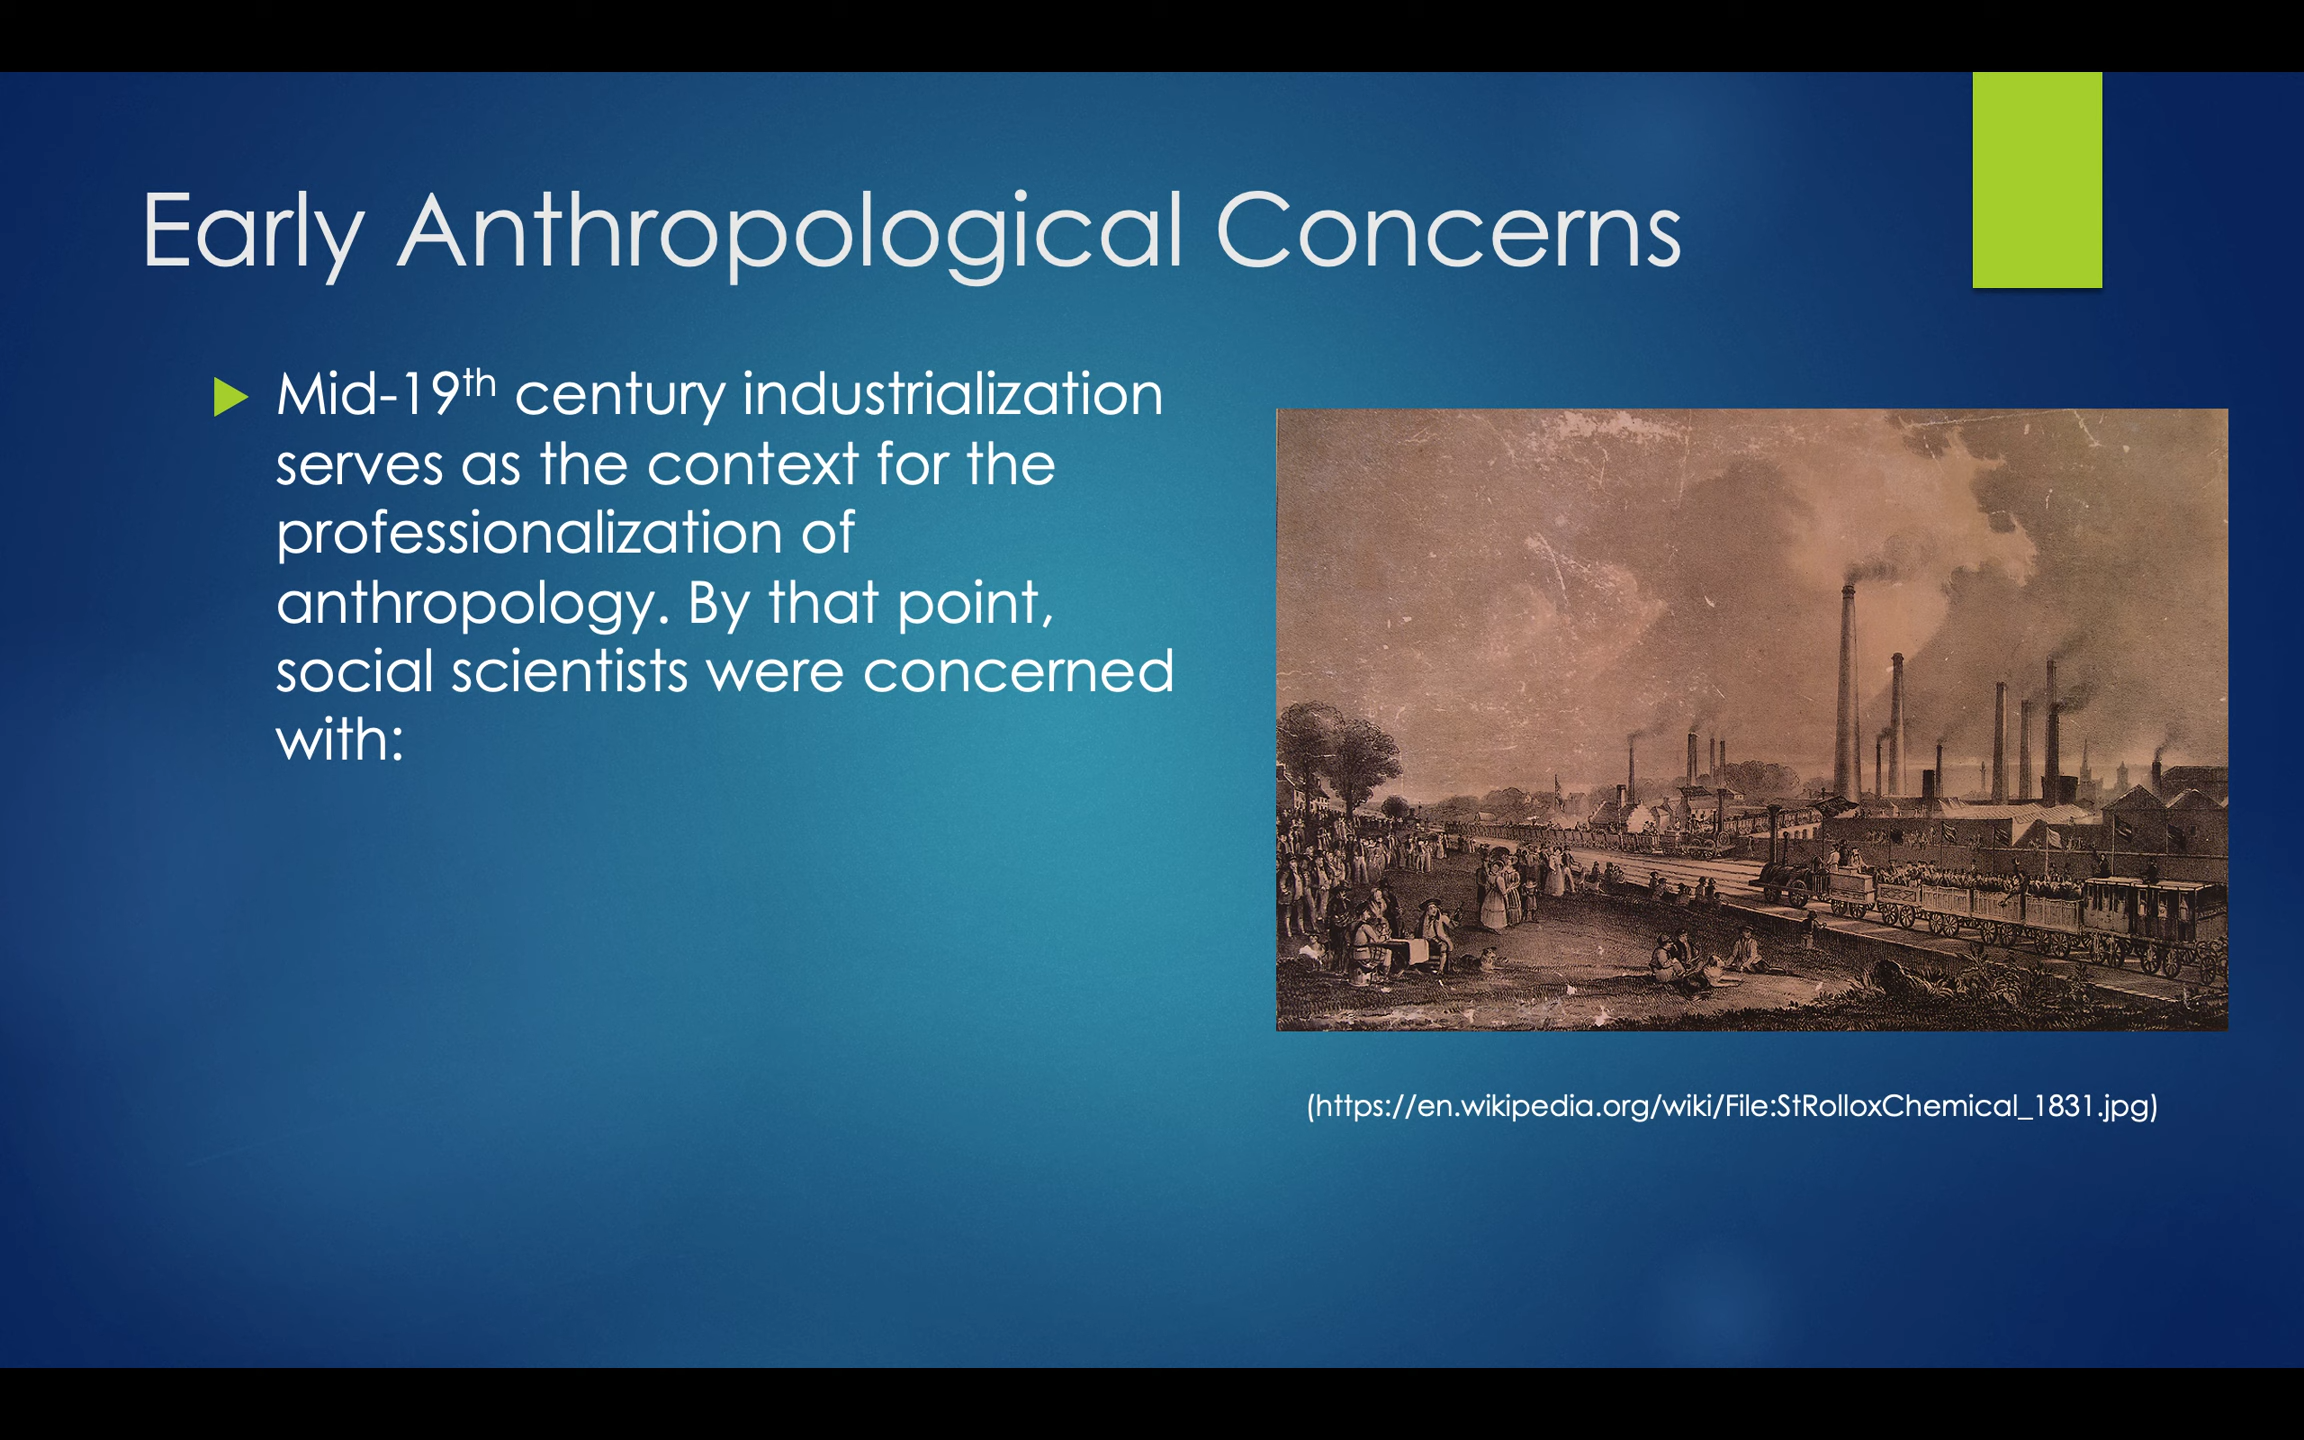 Early Anthropological Concerns
Mid-19th century industrialization
serves as the context for the
professionalization of
anthropology. By that point,
social scientists were concerned
with:
(https://en.wikipedia.org/wiki/File:StRolloxChemical_1831.jpg)